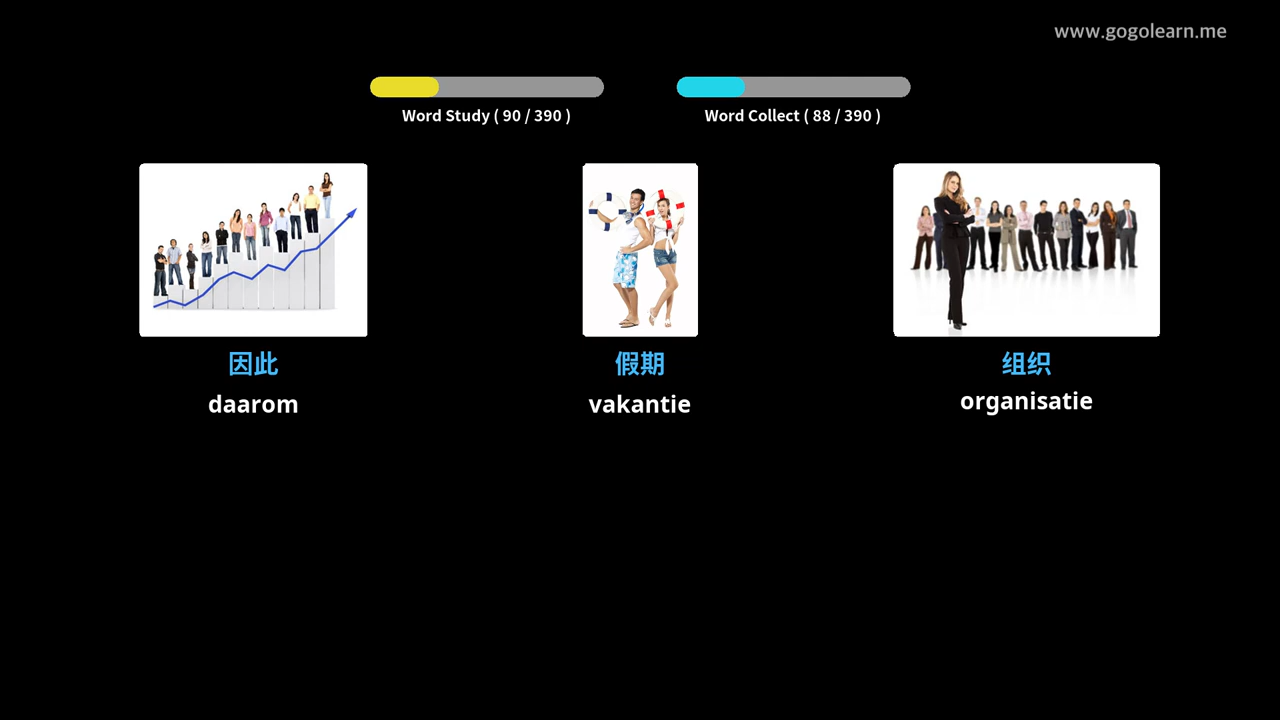 www.gogolearn.me
Word Study ( 90 / 390 )
Word Collect ( 88 / 390 )
因此
daarom
假期
vakantie
组织
organisatie